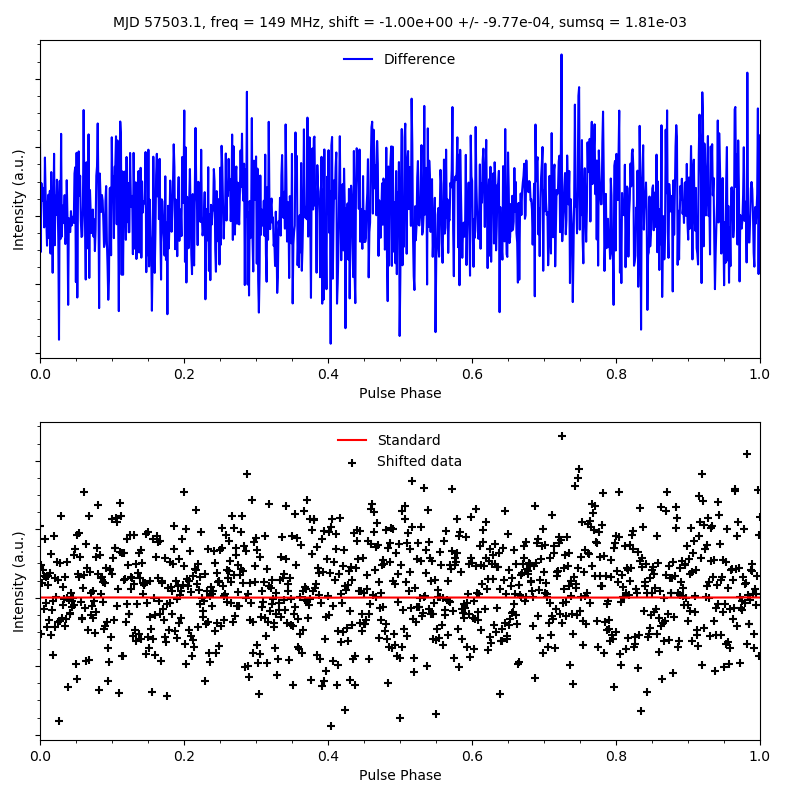 MJD 57503.1, freq = 149 MHz, shift = -1.00e+00 +/- -9.77e-04, sumsq = 1.81e-03
Difference
Intensity (a.u.)
0.0 0.2 0.4 0.6 0.8 1.0
Pulse Phase
Standard
Shifted data
Intensity (a.u.)
0.0 0.2 0.4 0.6 0.8 1.0
Pulse Phase